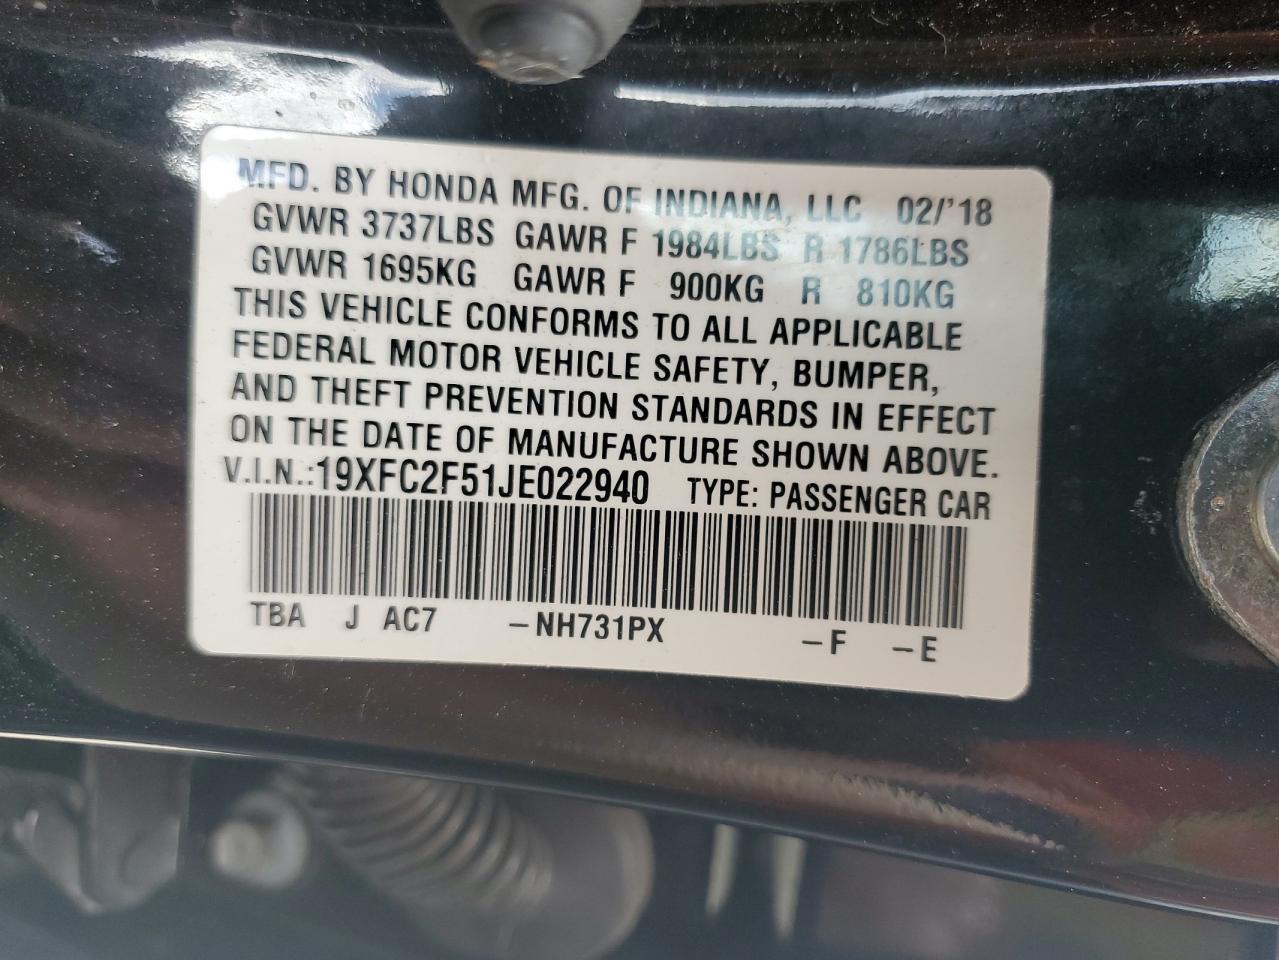 MFD. BY HONDA MFG. OF INDIANA, LLC 02/'18
GVWR 3737LBS GAWR F 1984LBS R 1786LBS
GVWR 1695KG GAWR F 900KG R 810KG
THIS VEHICLE CONFORMS TO ALL APPLICABLE
FEDERAL MOTOR VEHICLE SAFETY, BUMPER,
AND THEFT PREVENTION STANDARDS IN EFFECT
ON THE DATE OF MANUFACTURE SHOWN ABOVE.
V.I.N.:19XFC2F51JE022940 TYPE: PASSENGER CAR
TBA J AC7 –NH731PX –F –E